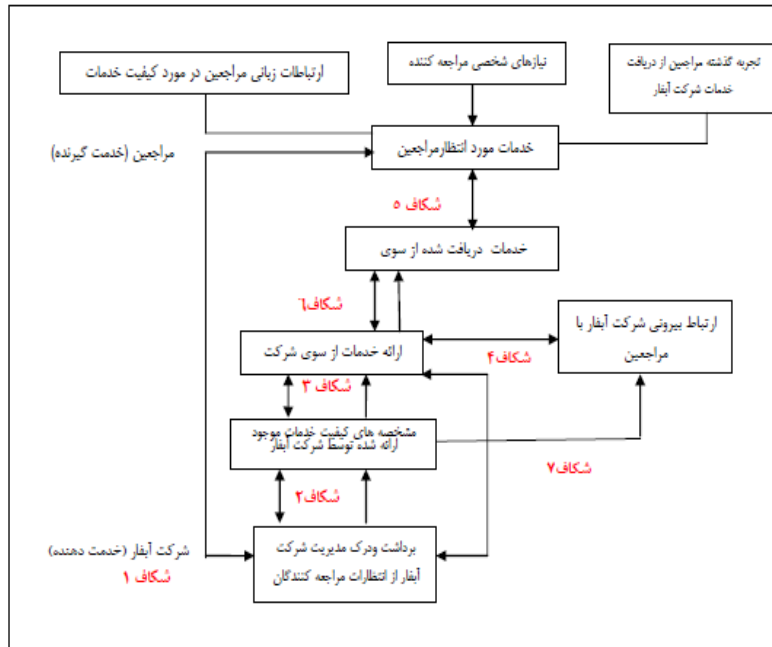 ارتباطات زبانی مراجعین در مورد کیفیت خدمات
نیازهای شخصی مراجعه کننده
تجربه گذشته مراجعین از دریافت
خدمات شرکت آبفار
مراجعین (خدمت گیرنده)
خدمات مورد انتظارمراجعین
شکاف ۵
خدمات دریافت شده از سوی
شکاف۶
ارتباط بیرونی شرکت آبفار با
مراجعین
ارائه خدمات از سوی شرکت
شکاف۴
شکاف ۳
مشخصه های کیفیت خدمات موجود
ارائه شده توسط شرکت آبفار
شکاف۷
شکاف۲
شرکت آبفار (خدمت دهنده)
شکاف ۱
برداشت ودرک مدیریت شرکت
آبفار از انتظارات مراجعه کنندگان